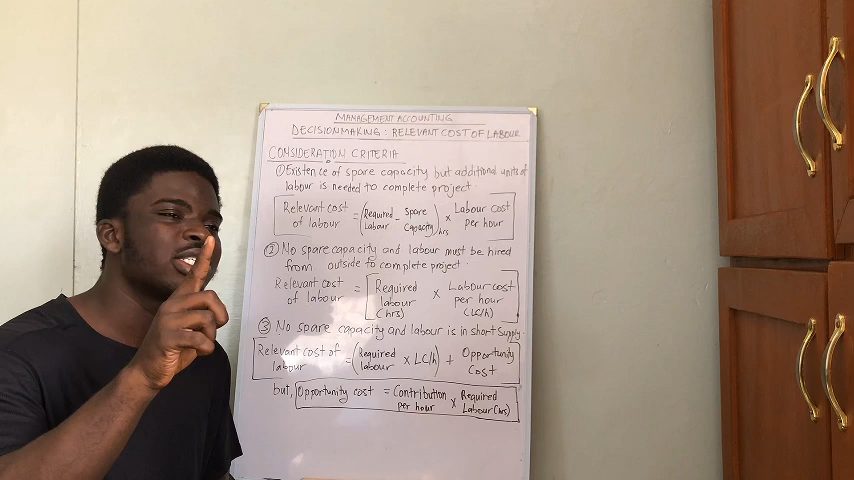 MANAGEMENT ACCOUNTING
DECISION MAKING : RELEVANT COST OF LABOUR
CONSIDERATION CRITERIA
① Existence of spare capacity but additional units of
labour is needed to complete project.
Relevant cost of labour = (Required Labour - Spare Capacity)hrs x Labour cost per hour
② No spare capacity and labour must be hired
from outside to complete project.
Relevant cost of labour = Required labour (hrs) x Labour cost per hour (LC/h)
③ No spare capacity and labour is in short supply.
Relevant cost of labour = (Required labour x LC/h) + Opportunity Cost
but, Opportunity cost = Contribution per hour x Required Labour (hrs)